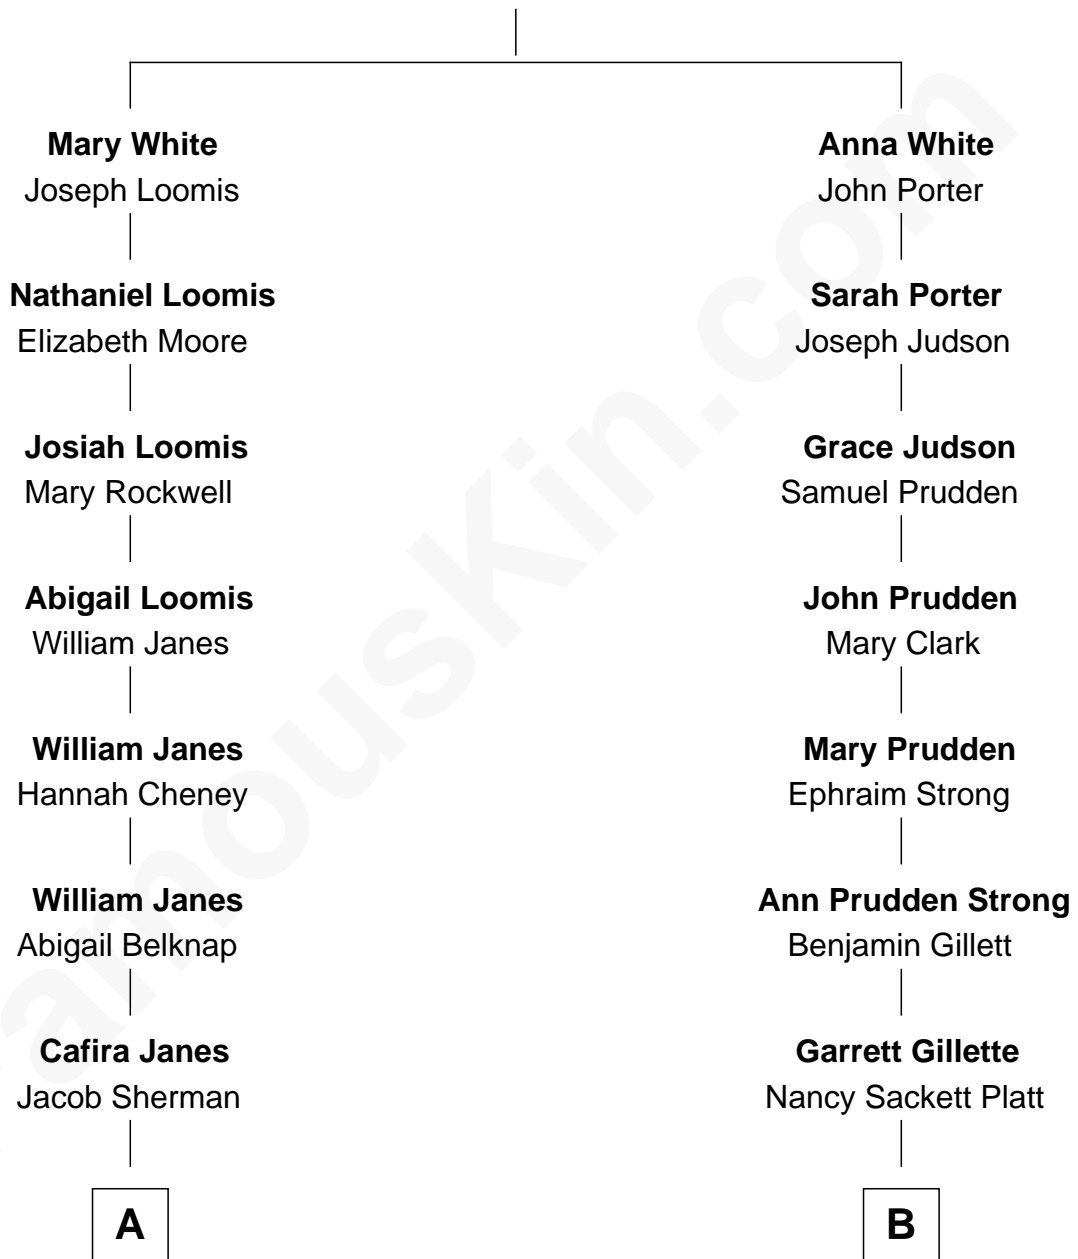 Mary White
Joseph Loomis
Nathaniel Loomis
Elizabeth Moore
Josiah Loomis
Mary Rockwell
Abigail Loomis
William Janes
William Janes
Hannah Cheney
William Janes
Abigail Belknap
Cafira Janes
Jacob Sherman
A
Anna White
John Porter
Sarah Porter
Joseph Judson
Grace Judson
Samuel Prudden
John Prudden
Mary Clark
Mary Prudden
Ephraim Strong
Ann Prudden Strong
Benjamin Gillett
Garrett Gillette
Nancy Sackett Platt
B
amousKin.com